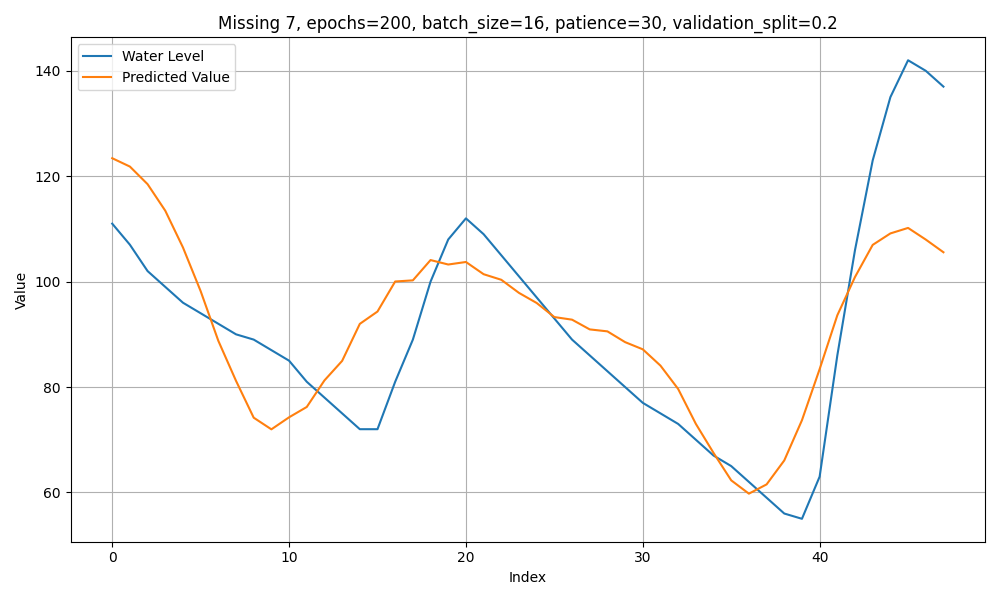 Missing 7, epochs=200, batch_size=16, patience=30, validation_split=0.2
Water Level
Predicted Value
Value
140
120
100
80
60
0 10 20 30 40
Index